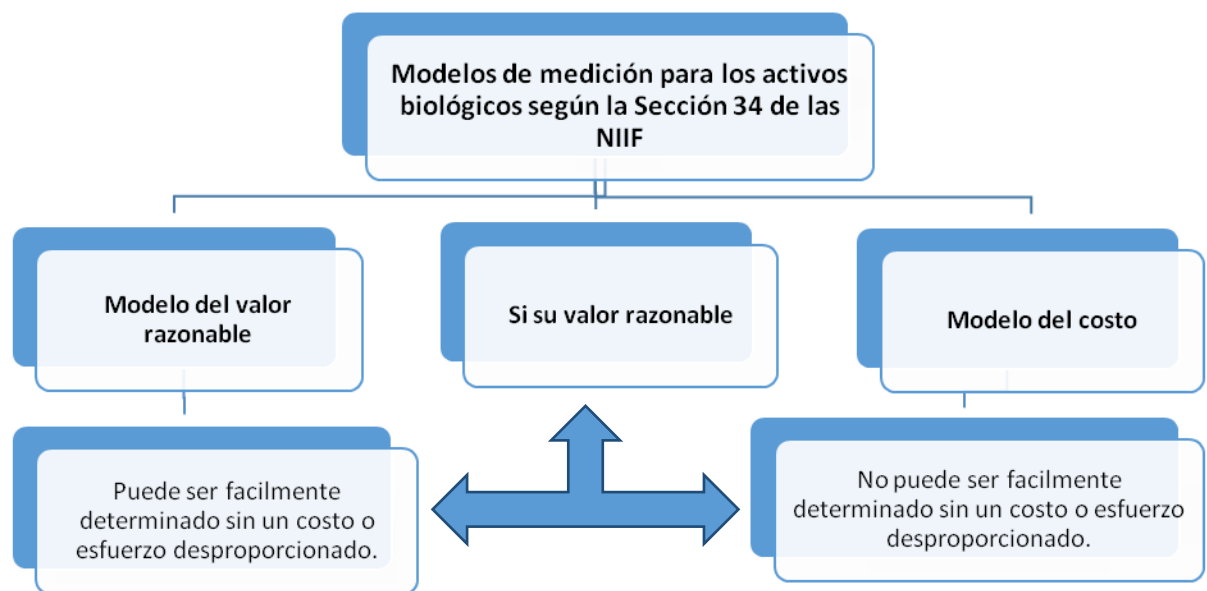 Modelos de medición para los activos
biológicos según la Sección 34 de las
NIIF
Modelo del valor
razonable
Si su valor razonable
Modelo del costo
Puede ser facilmente
determinado sin un costo o
esfuerzo desproporcionado.
No puede ser facilmente
determinado sin un costo o esfuerzo
desproporcionado.